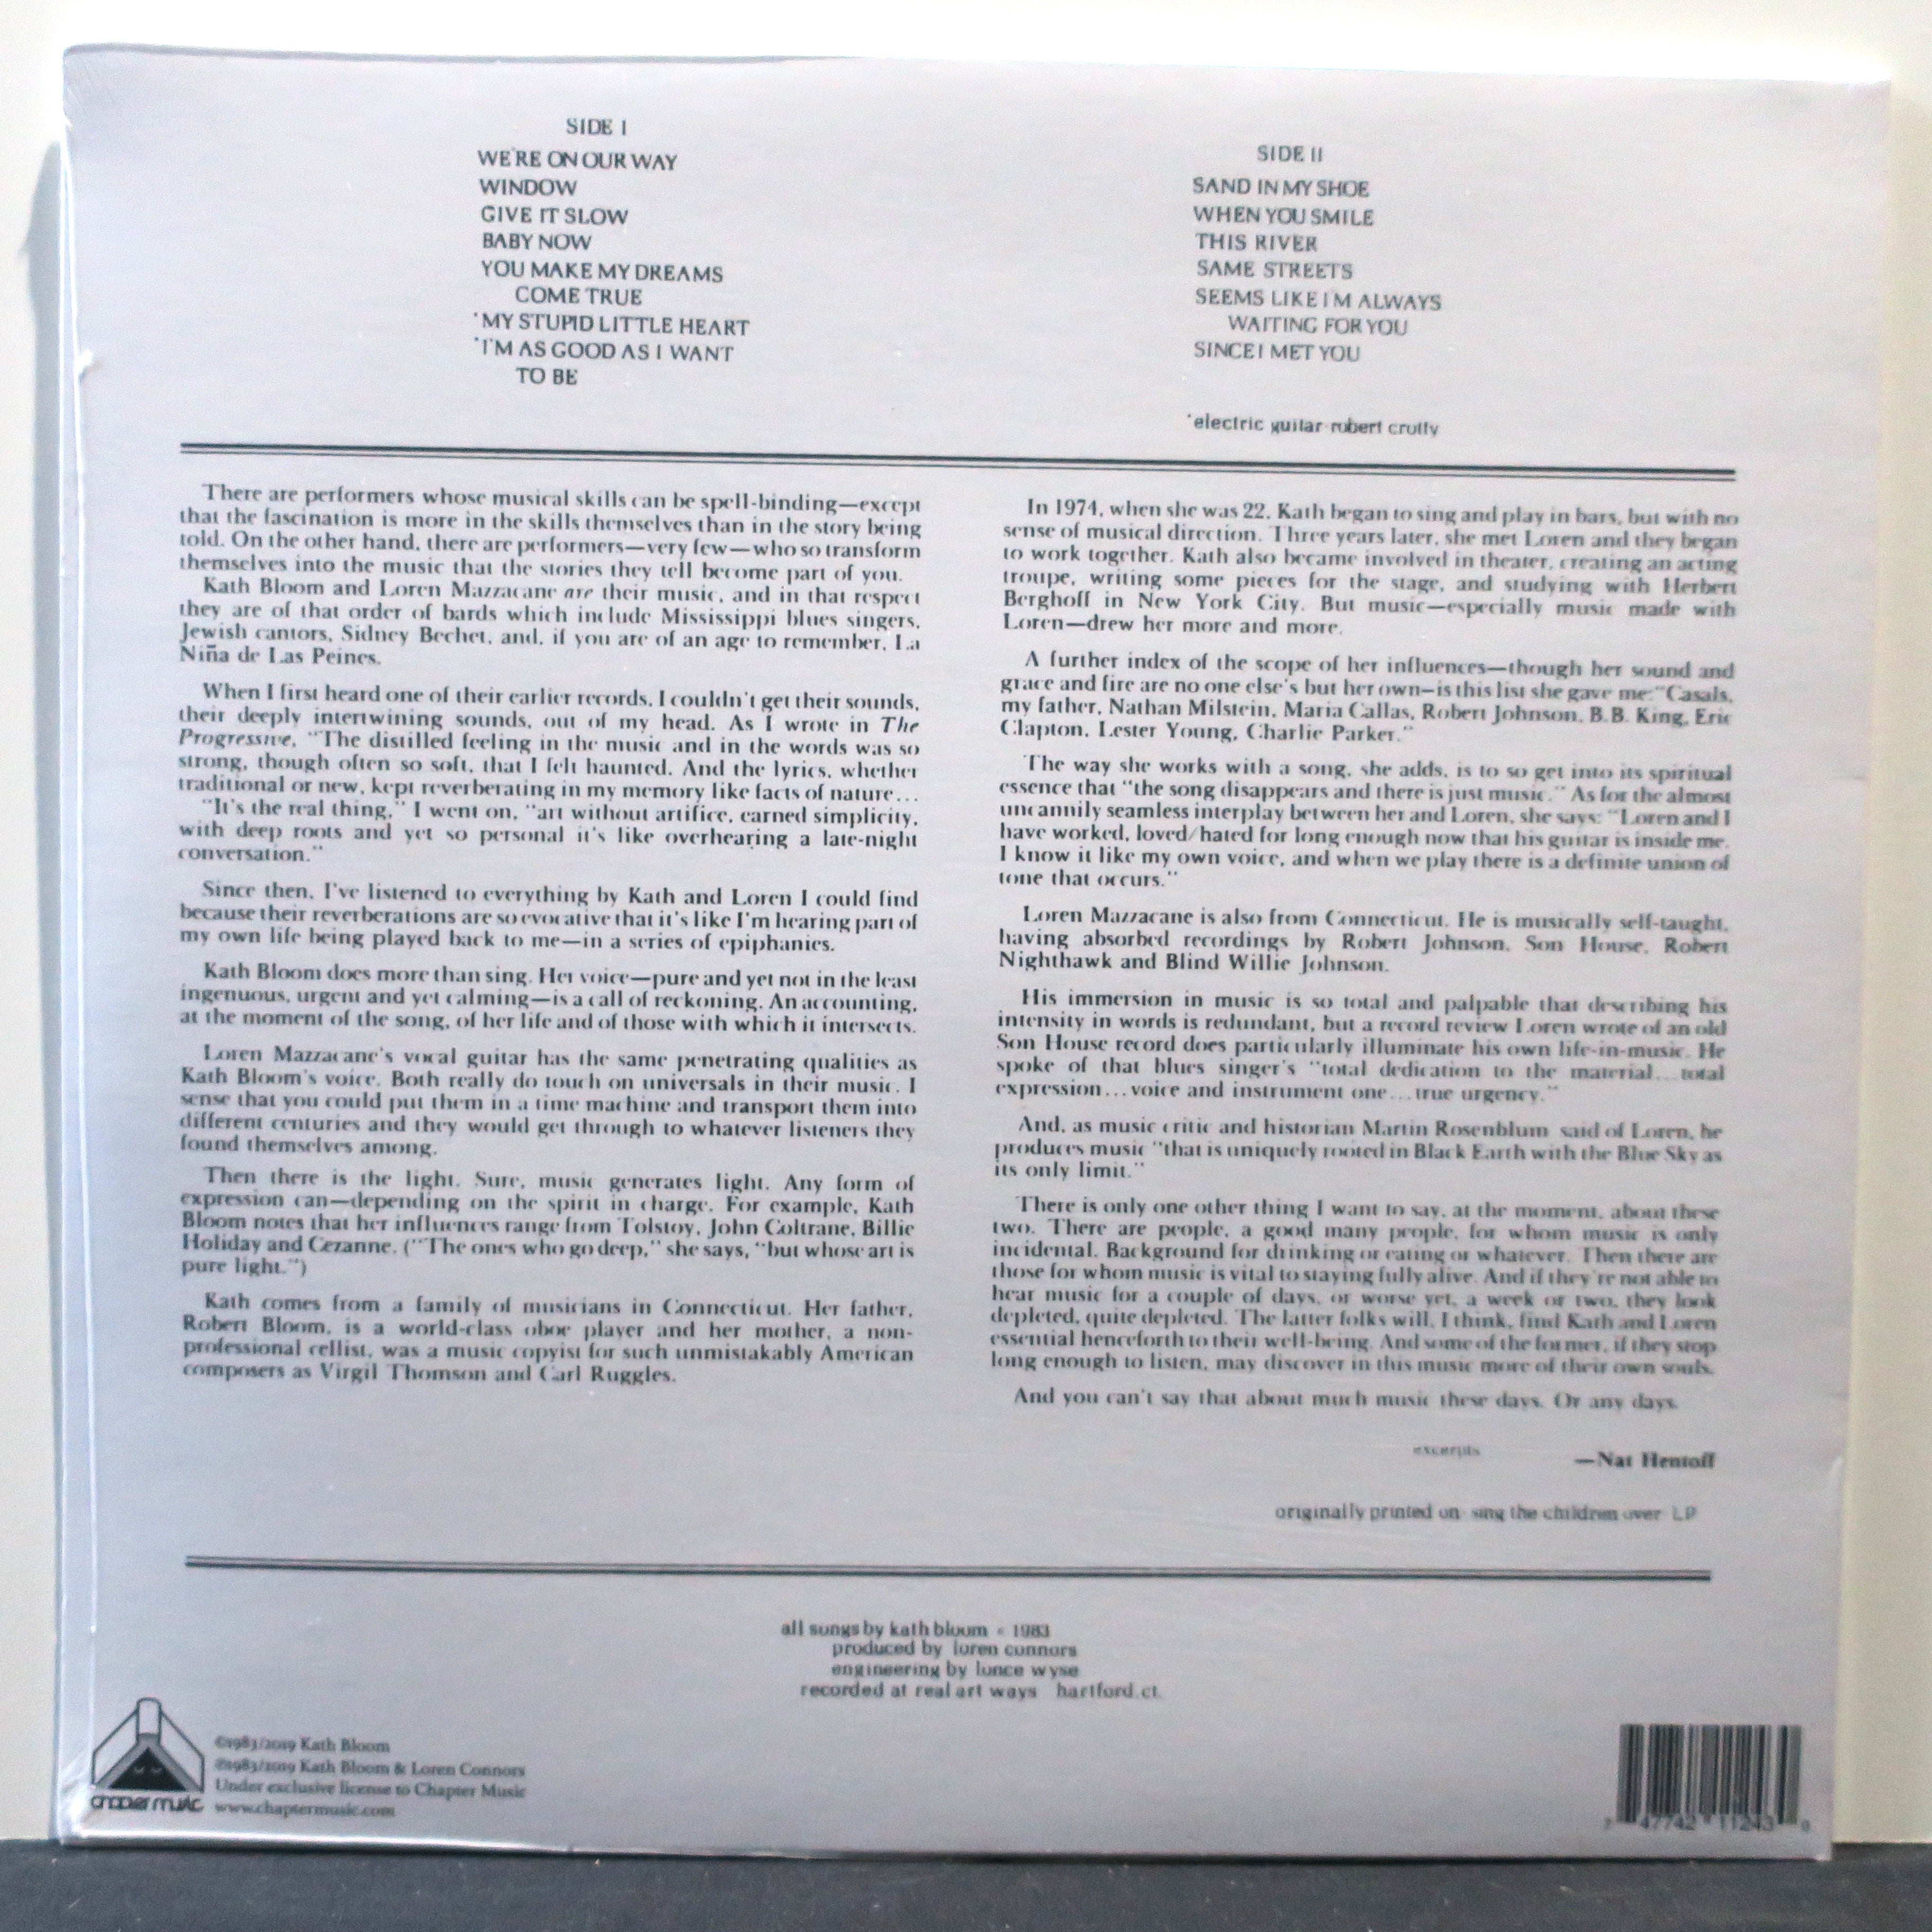 SIDE I
WE'RE ON OUR WAY
WINDOW
GIVE IT SLOW
BABY NOW
YOU MAKE MY DREAMS
COME TRUE
*MY STUPID LITTLE HEART
*I'M AS GOOD AS I WANT
TO BE
SIDE II
SAND IN MY SHOE
WHEN YOU SMILE
THIS RIVER
SAME STREETS
SEEMS LIKE I'M ALWAYS
WAITING FOR YOU
SINCE I MET YOU
*electric guitar robert crotty
There are performers whose musical skills can be spell-binding—except
that the fascination is more in the skills themselves than in the story being
told. On the other hand, there are performers—very few—who so transform
themselves into the music that the stories they tell become part of you.
Kath Bloom and Loren Mazzacane are their music, and in that respect
they are of that order of bards which include Mississippi blues singers,
Jewish cantors, Sidney Bechet, and, if you are of an age to remember, La
Niña de Las Peines.
When I first heard one of their earlier records, I couldn't get their sounds,
their deeply intertwining sounds, out of my head. As I wrote in The
Progressive, "The distilled feeling in the music and in the words was so
strong, though often so soft, that I felt haunted. And the lyrics, whether
traditional or new, kept reverberating in my memory like facts of nature...
"It's the real thing," I went on, "art without artifice, earned simplicity,
with deep roots and yet so personal it's like overhearing a late-night
conversation."
Since then, I've listened to everything by Kath and Loren I could find
because their reverberations are so evocative that it's like I'm hearing part of
my own life being played back to me—in a series of epiphanies.
Kath Bloom does more than sing. Her voice—pure and yet not in the least
ingenuous, urgent and yet calming—is a call of reckoning. An accounting,
at the moment of the song, of her life and of those with which it intersects.
Loren Mazzacane's vocal guitar has the same penetrating qualities as
Kath Bloom's voice. Both really do touch on universals in their music. I
sense that you could put them in a time machine and transport them into
different centuries and they would get through to whatever listeners they
found themselves among.
Then there is the light. Sure, music generates light. Any form of
expression can—depending on the spirit in charge. For example, Kath
Bloom notes that her influences range from Tolstoy, John Coltrane, Billie
Holiday and Cezanne. ("The ones who go deep," she says, "but whose art is
pure light.")
Kath comes from a family of musicians in Connecticut. Her father,
Robert Bloom, is a world-class oboe player and her mother, a non-
professional cellist, was a music copyist for such unmistakably American
composers as Virgil Thomson and Carl Ruggles.
In 1974, when she was 22, Kath began to sing and play in bars, but with no
sense of musical direction. Three years later, she met Loren and they began
to work together. Kath also became involved in theater, creating an acting
troupe, writing some pieces for the stage, and studying with Herbert
Berghoff in New York City. But music—especially music made with
Loren—drew her more and more.
A further index of the scope of her influences—though her sound and
grace and fire are no one else's but her own—is this list she gave me: "Casals,
my father, Nathan Milstein, Maria Callas, Robert Johnson, B.B. King, Eric
Clapton, Lester Young, Charlie Parker."
The way she works with a song, she adds, is to so get into its spiritual
essence that "the song disappears and there is just music." As for the almost
uncannily seamless interplay between her and Loren, she says: "Loren and I
have worked, loved/hated for long enough now that his guitar is inside me.
I know it like my own voice, and when we play there is a definite union of
tone that occurs."
Loren Mazzacane is also from Connecticut. He is musically self-taught,
having absorbed recordings by Robert Johnson, Son House, Robert
Nighthawk and Blind Willie Johnson.
His immersion in music is so total and palpable that describing his
intensity in words is redundant, but a record review Loren wrote of an old
Son House record does particularly illuminate his own life-in-music. He
spoke of that blues singer's "total dedication to the material...total
expression...voice and instrument one...true urgency."
And, as music critic and historian Martin Rosenblum said of Loren, he
produces music "that is uniquely rooted in Black Earth with the Blue Sky as
its only limit."
There is only one other thing I want to say, at the moment, about these
two. There are people, a good many people, for whom music is only
incidental. Background for drinking or eating or whatever. Then there are
those for whom music is vital to staying fully alive. And if they're not able to
hear music for a couple of days, or worse yet, a week or two, they look
depleted, quite depleted. The latter folks will, I think, find Kath and Loren
essential henceforth to their well-being. And some of the former, if they stop
long enough to listen, may discover in this music more of their own souls.
And you can't say that about much music these days. Or any days.
excerpts —Nat Hentoff
originally printed on sing the children over LP
all songs by kath bloom © 1983
produced by loren connors
engineering by lonce wyse
recorded at real art ways hartford.ct.
chapter music
©1983/2019 Kath Bloom
℗1983/2019 Kath Bloom & Loren Connors
Under exclusive license to Chapter Music
www.chaptermusic.com
7 47742 11243 0